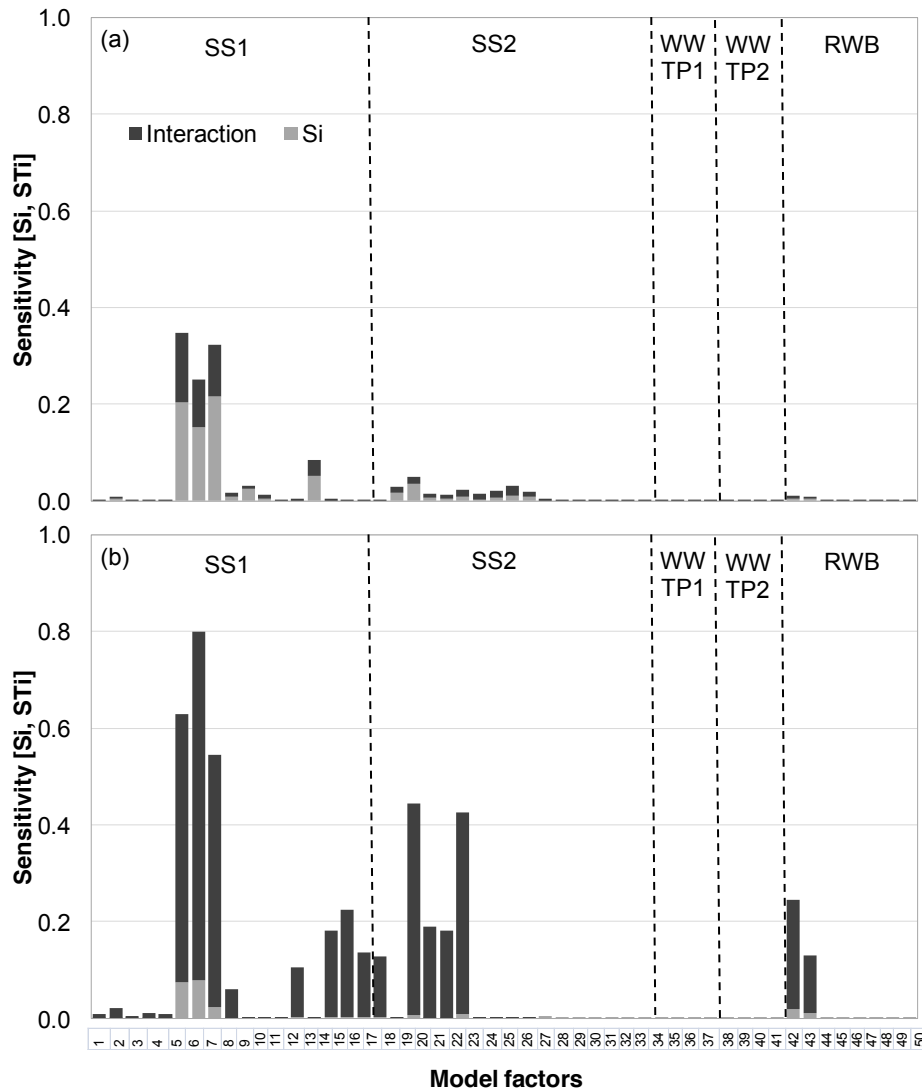 1.0
(a)
SS1
SS2
WW
TP1
WW
TP2
RWB
0.8
Interaction
Si
0.6
0.4
0.2
0.0
Sensitivity [Si, STi]
1.0
(b)
SS1
SS2
WW
TP1
WW
TP2
RWB
0.8
0.6
0.4
0.2
0.0
Sensitivity [Si, STi]
1 2 3 4 5 6 7 8 9 10 11 12 13 14 15 16 17 18 19 20 21 22 23 24 25 26 27 28 29 30 31 32 33 34 35 36 37 38 39 40 41 42 43 44 45 46 47 48 49 50
Model factors